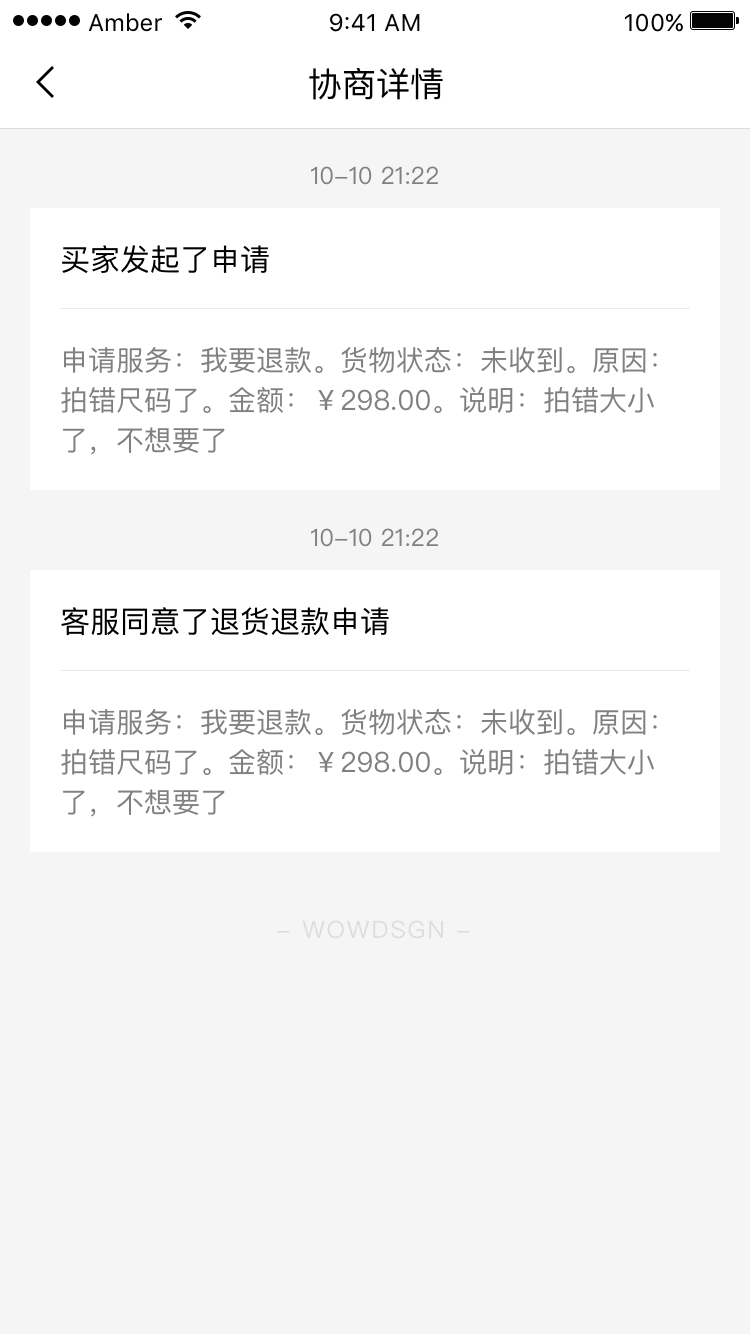 Amber
9:41 AM
100%
协商详情
10–10 21:22
买家发起了申请
申请服务：我要退款。货物状态：未收到。原因：
拍错尺码了。金额：￥298.00。说明：拍错大小
了，不想要了
10–10 21:22
客服同意了退货退款申请
申请服务：我要退款。货物状态：未收到。原因：
拍错尺码了。金额：￥298.00。说明：拍错大小
了，不想要了
– WOWDSGN –